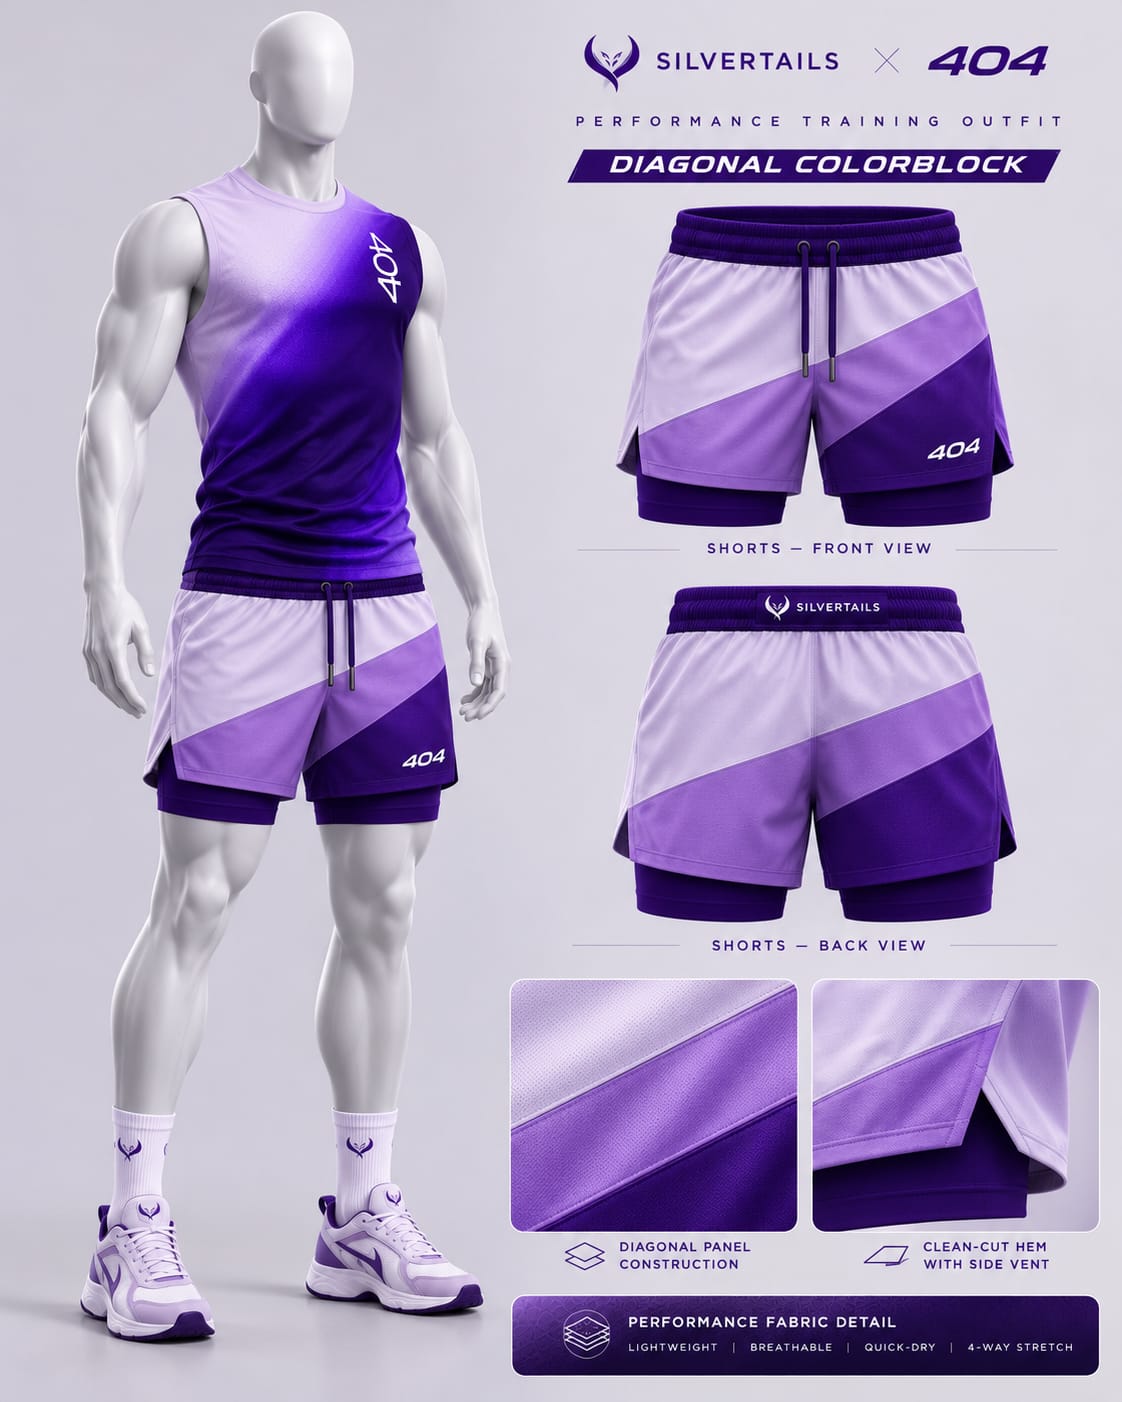 SILVERTAILS × 404
PERFORMANCE TRAINING OUTFIT
DIAGONAL COLORBLOCK
404
404
404
SHORTS – FRONT VIEW
SILVERTAILS
SHORTS – BACK VIEW
DIAGONAL PANEL
CONSTRUCTION
CLEAN-CUT HEM
WITH SIDE VENT
PERFORMANCE FABRIC DETAIL
LIGHTWEIGHT | BREATHABLE | QUICK-DRY | 4-WAY STRETCH